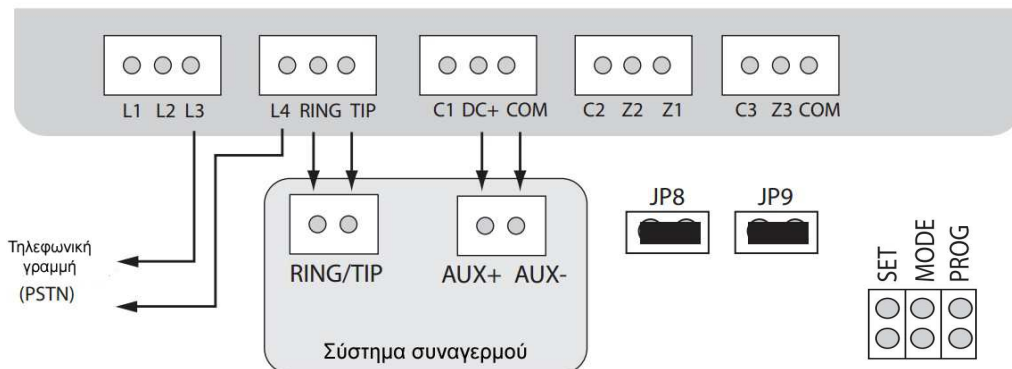 L1 L2 L3 L4 RING TIP C1 DC+ COM C2 Z2 Z1 C3 Z3 COM
JP8 JP9
Τηλεφωνική
γραμμή
(PSTN)
RING/TIP AUX+ AUX-
Σύστημα συναγερμού
SET
MODE
PROG